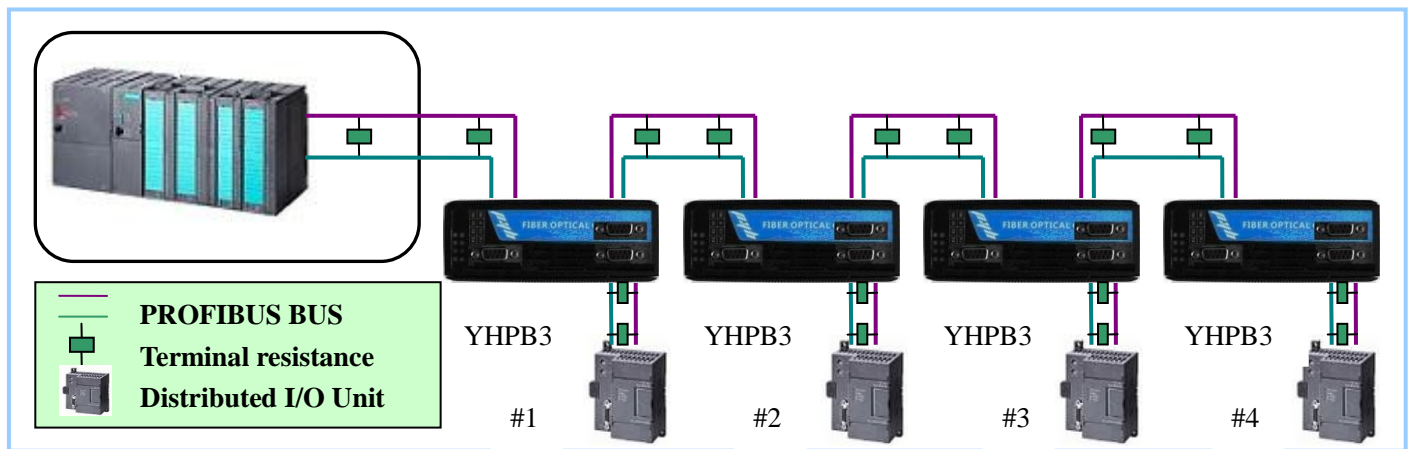 FIBER OPTICAL
FIBER OPTICAL
FIBER OPTICAL
FIBER OPTICAL
PROFIBUS BUS
Terminal resistance
Distributed I/O Unit
YHPB3
YHPB3
YHPB3
YHPB3
#1
#2
#3
#4